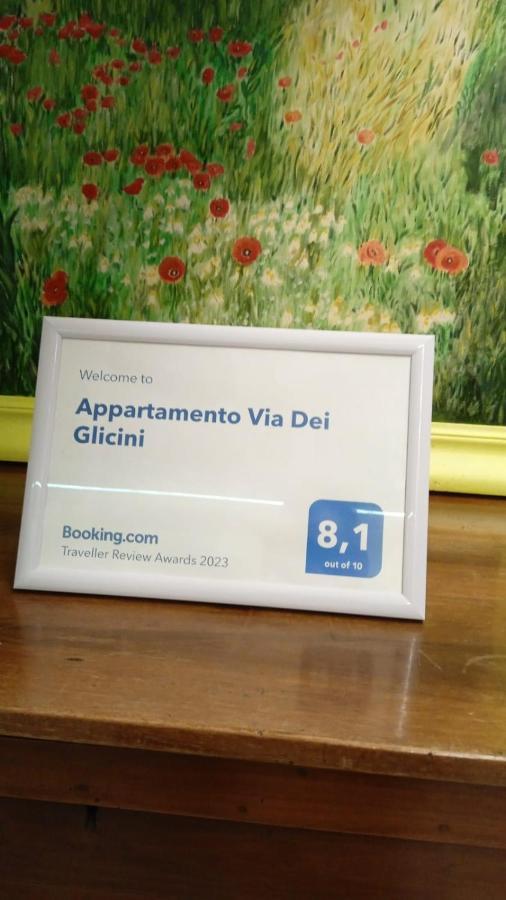 Welcome to
Appartamento Via Dei
Glicini
Booking.com
Traveller Review Awards 2023
8,1
out of 10